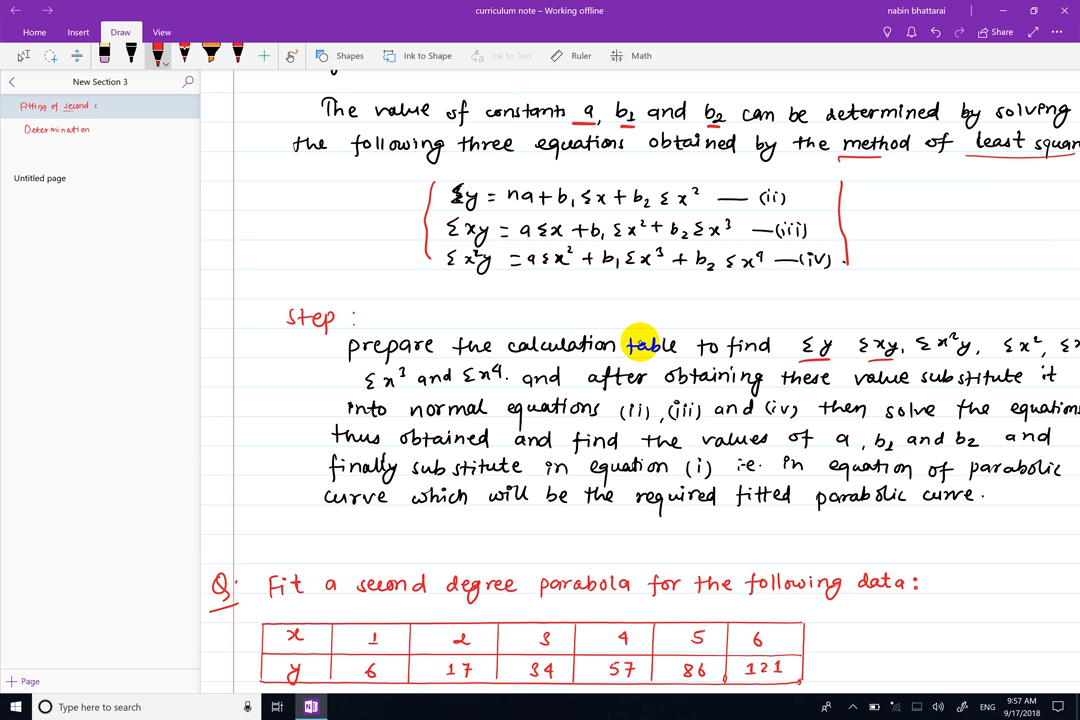 curriculum note – Working offline
nabin bhattarai
Home Insert Draw View
Share
Shapes Ink to Shape Ink to Text Ruler Math
New Section 3
Fitting of second
Determination
Untitled page
The value of constants a, b1 and b2 can be determined by solving
the following three equations obtained by the method of least square
Σy = na + b₁ Σx + b₂ Σx² — (ii)
Σxy = aΣx + b₁ Σx² + b₂ Σx³ — (iii)
Σx²y = aΣx² + b₁ Σx³ + b₂ Σx⁴ — (iv).
Step :
prepare the calculation table to find Σy Σxy, Σx²y, Σx², Σx
Σx³ and Σx⁴. and after obtaining these value substitute it
into normal equations (ii), (iii) and (iv) then solve the equations
thus obtained and find the values of a, b1 and b2 and
finally substitute in equation (i) i.e. in equation of parabolic
curve which will be the required fitted parabolic curve.
Q: Fit a second degree parabola for the following data:
x 1 2 3 4 5 6
y 6 17 34 57 86 121
+ Page
Type here to search
ENG
9:57 AM
9/17/2018